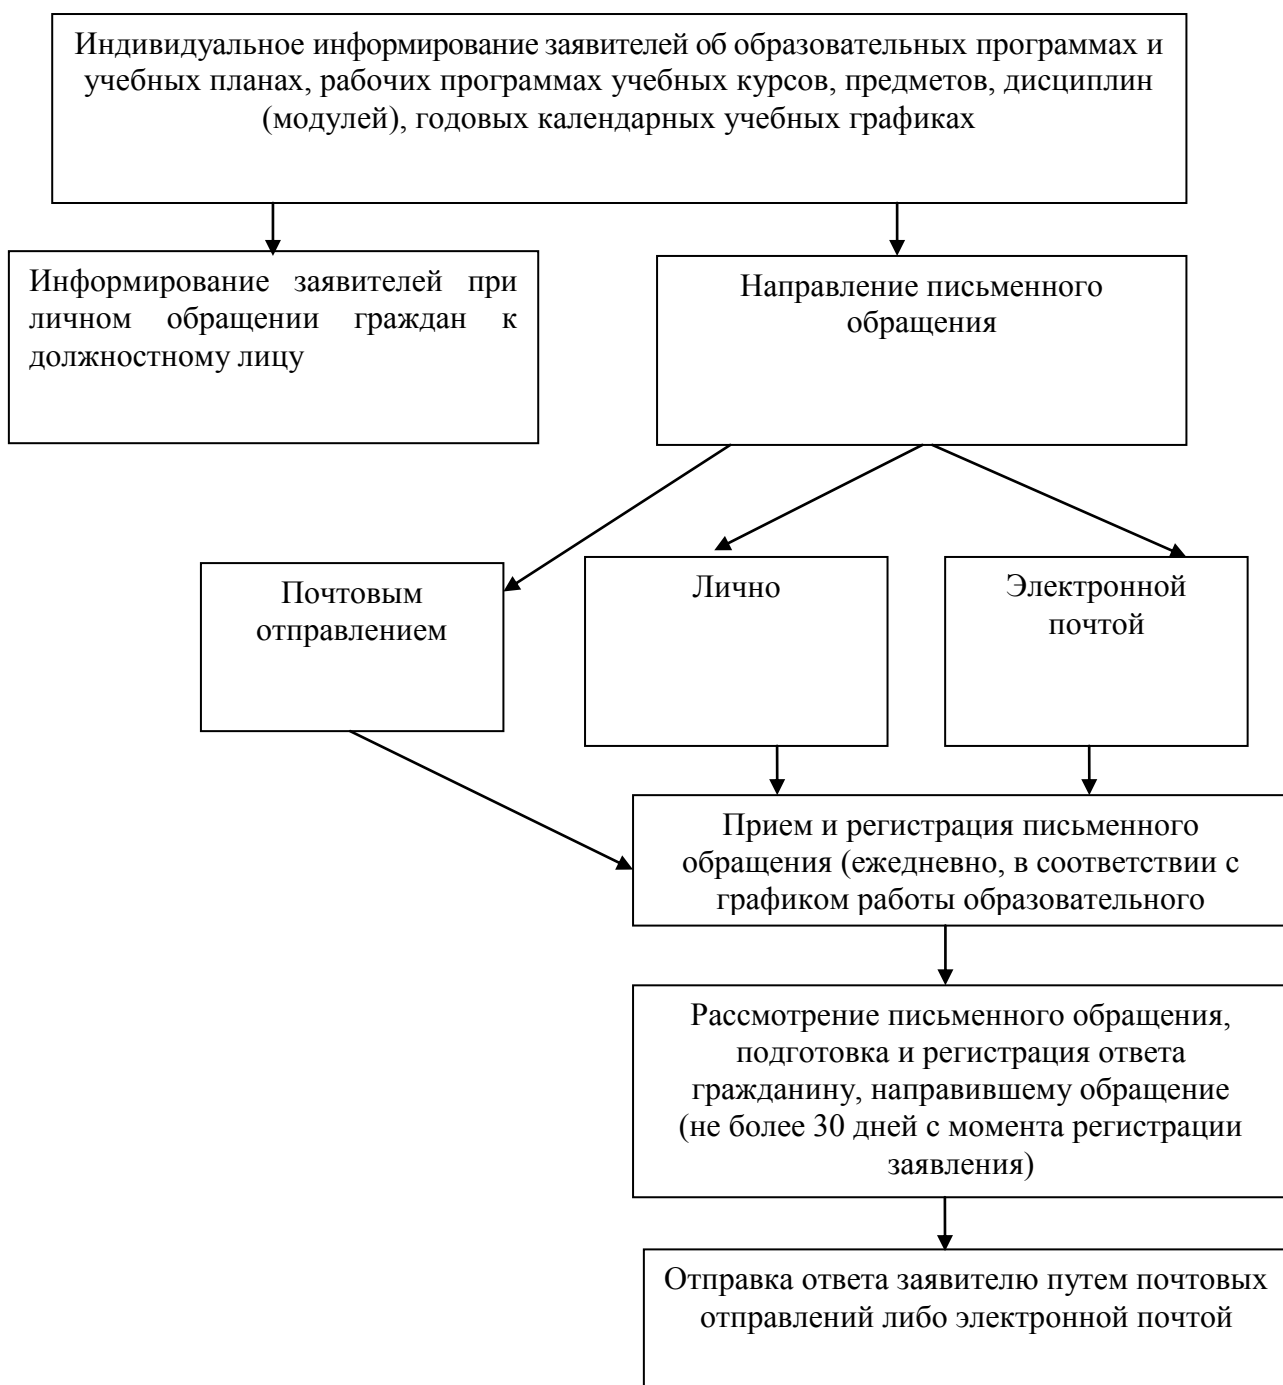 Индивидуальное информирование заявителей об образовательных программах и
учебных планах, рабочих программах учебных курсов, предметов, дисциплин
(модулей), годовых календарных учебных графиках
Информирование заявителей при
личном обращении граждан к
должностному лицу
Направление письменного
обращения
Почтовым
отправлением
Лично
Электронной
почтой
Прием и регистрация письменного
обращения (ежедневно, в соответствии с
графиком работы образовательного
Рассмотрение письменного обращения,
подготовка и регистрация ответа
гражданину, направившему обращение
(не более 30 дней с момента регистрации
заявления)
Отправка ответа заявителю путем почтовых
отправлений либо электронной почтой